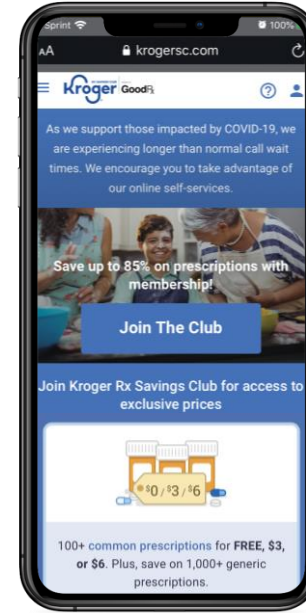 Sprint 100%
AA krogersc.com
Kroger GoodRx
As we support those impacted by COVID-19, we
are experiencing longer than normal call wait
times. We encourage you to take advantage of
our online self-services.
Save up to 85% on prescriptions with
membership!
Join The Club
Join Kroger Rx Savings Club for access to
exclusive prices
$0 / $3 / $6
100+ common prescriptions for FREE, $3,
or $6. Plus, save on 1,000+ generic
prescriptions.